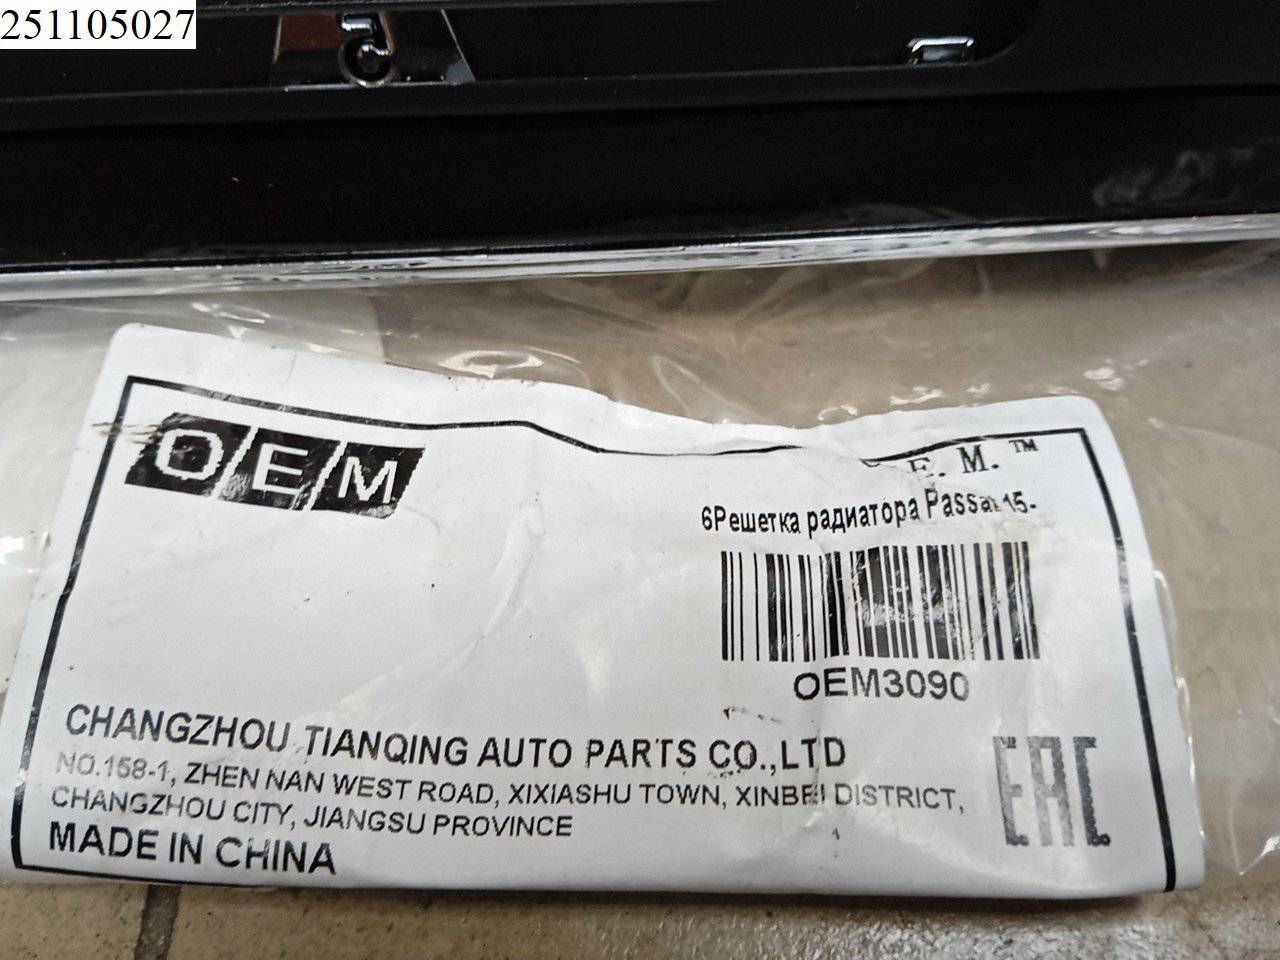 251105027
OEM
E. M.™
6Решетка радиатора Passat 15-
OEM3090
CHANGZHOU TIANQING AUTO PARTS CO.,LTD
NO.158-1, ZHEN NAN WEST ROAD, XIXIASHU TOWN, XINBEI DISTRICT,
CHANGZHOU CITY, JIANGSU PROVINCE
MADE IN CHINA
EAC